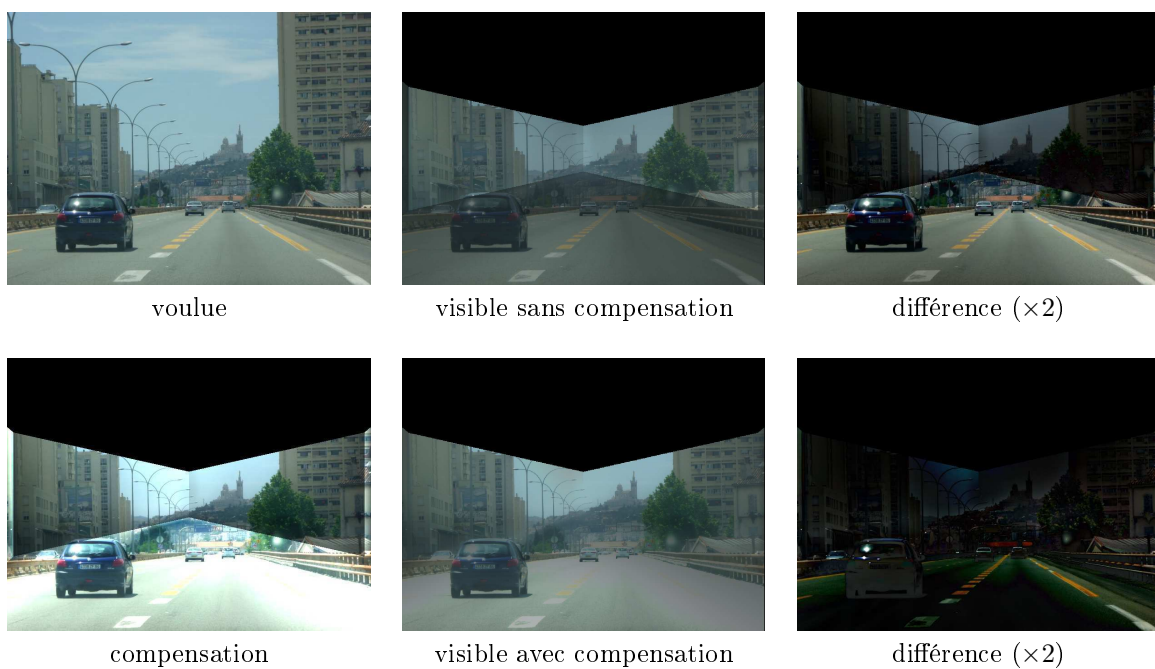 voulue
visible sans compensation
différence (×2)
compensation
visible avec compensation
différence (×2)